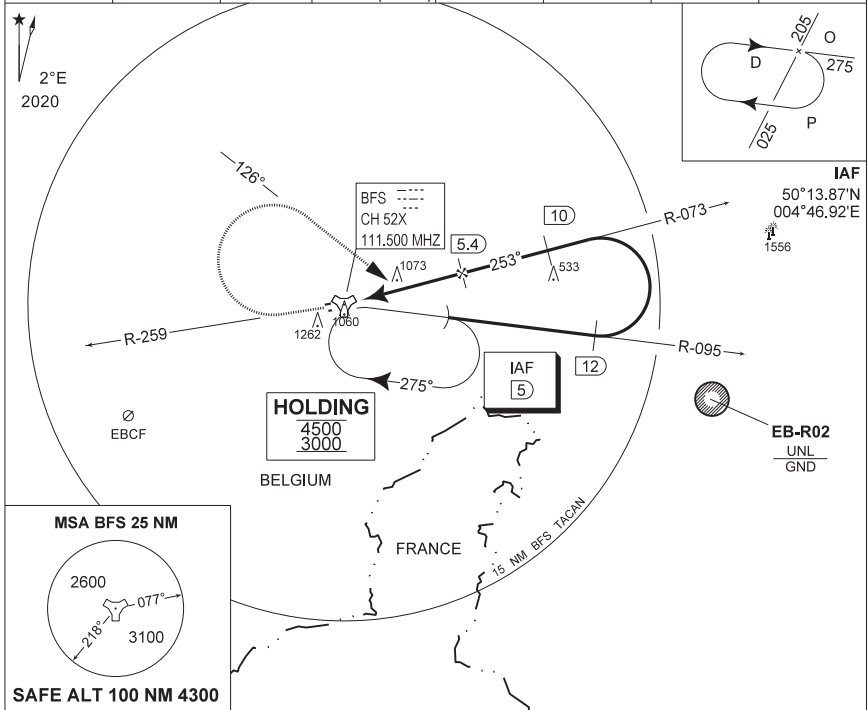 2°E
2020
205
O
D
275
P
025
126°
IAF
50°13.87'N
004°46.92'E
1556
BFS
CH 52X
111.500 MHZ
10
R-073
5.4
253°
1073
533
1060
1262
R-259
R-095
12
275°
IAF
5
HOLDING
4500
3000
EBCF
EB-R02
UNL
GND
BELGIUM
FRANCE
15 NM BFS TACAN
MSA BFS 25 NM
2600
077°
218°
3100
SAFE ALT 100 NM 4300